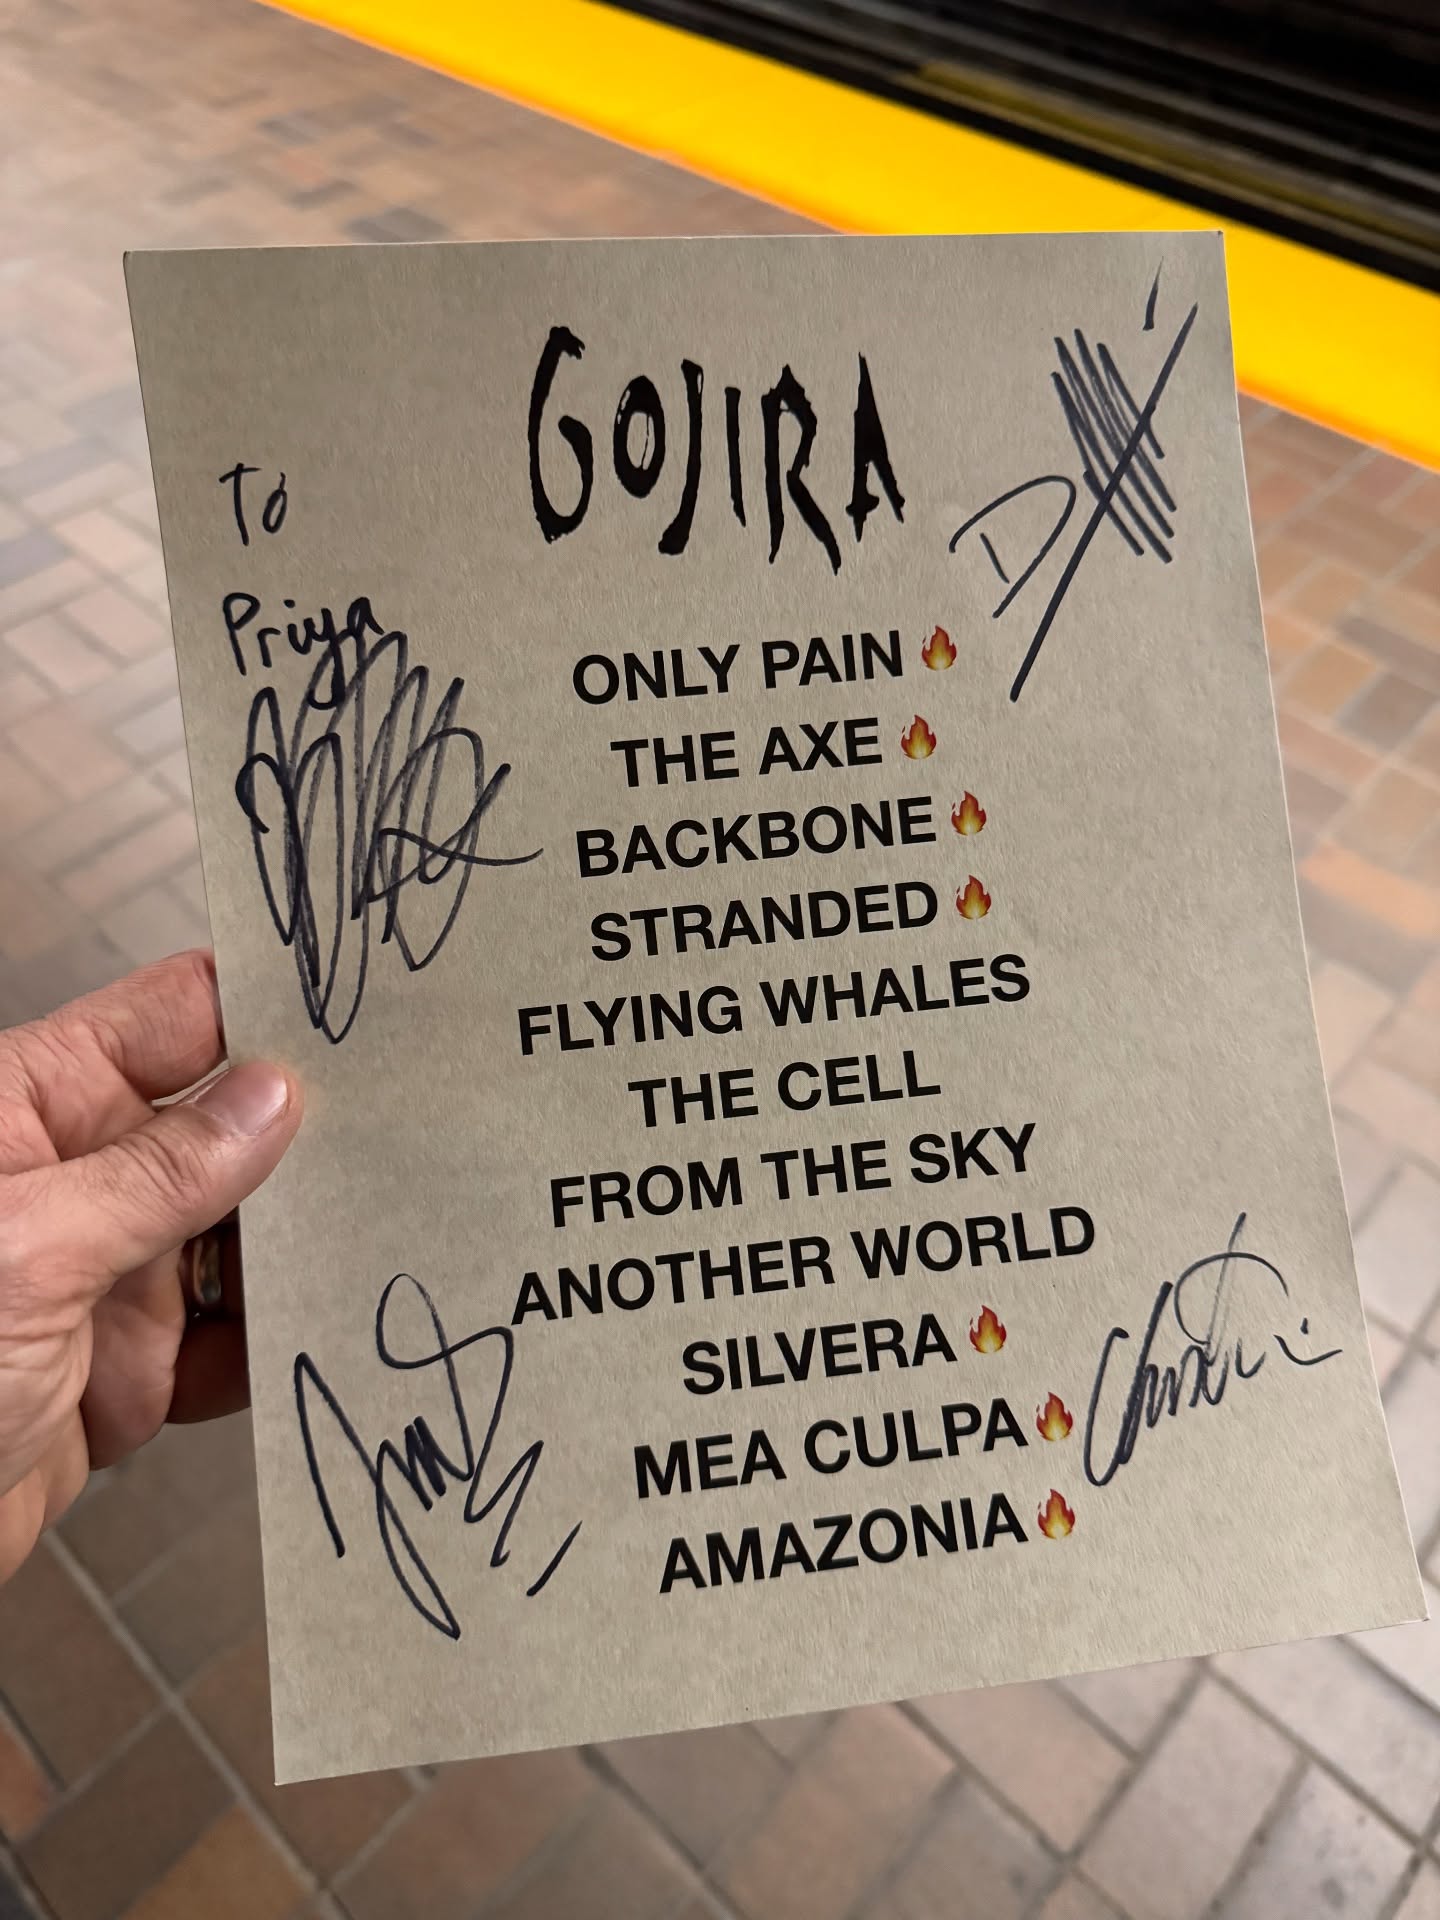 GOJIRA
To
Priya
ONLY PAIN 🔥
THE AXE 🔥
BACKBONE 🔥
STRANDED 🔥
FLYING WHALES
THE CELL
FROM THE SKY
ANOTHER WORLD
SILVERA 🔥
MEA CULPA 🔥
AMAZONIA 🔥